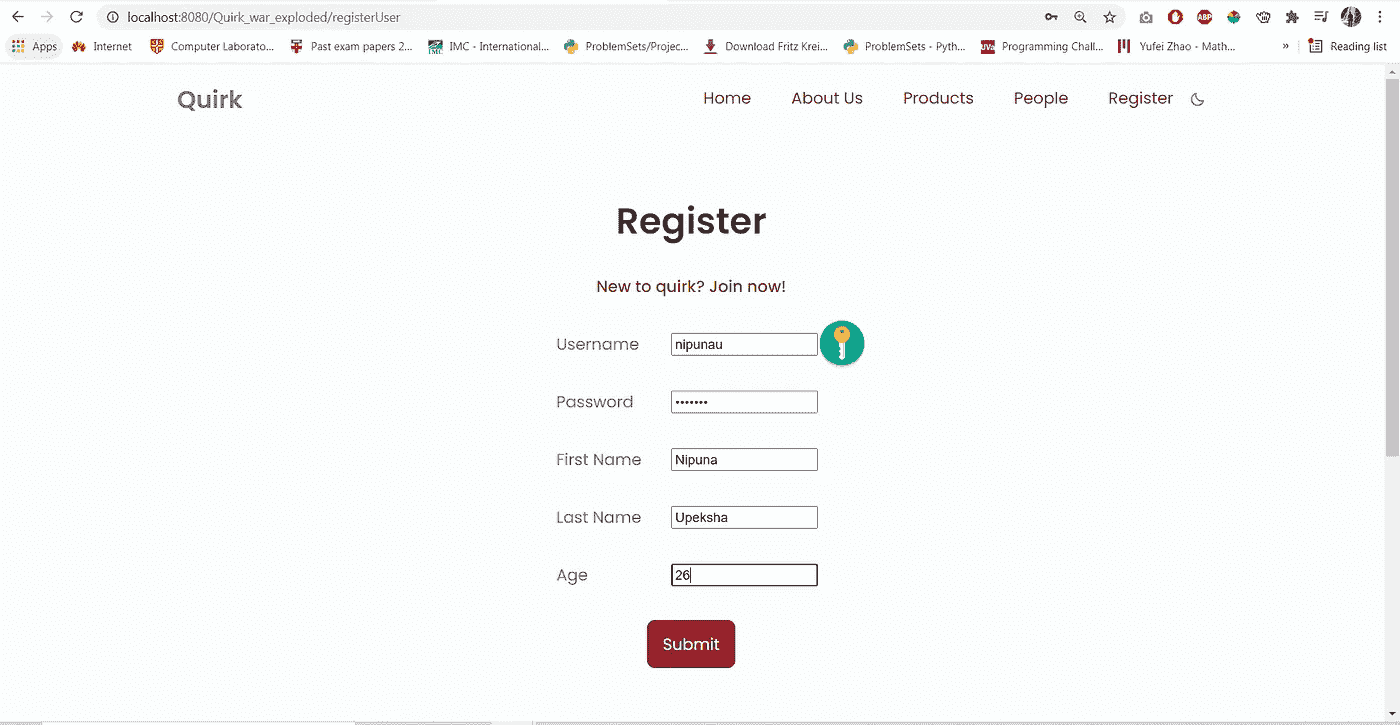 localhost:8080/Quirk_war_exploded/registerUser
ABP
Apps Internet Computer Laborato... Past exam papers 2... IMC - International... ProblemSets/Projec... Download Fritz Krei... ProblemSets - Pyth... UVa Programming Chall... Yufei Zhao - Math... » Reading list
Quirk Home About Us Products People Register
Register
New to quirk? Join now!
Username nipunau
Password •••••••
First Name Nipuna
Last Name Upeksha
Age 26
Submit